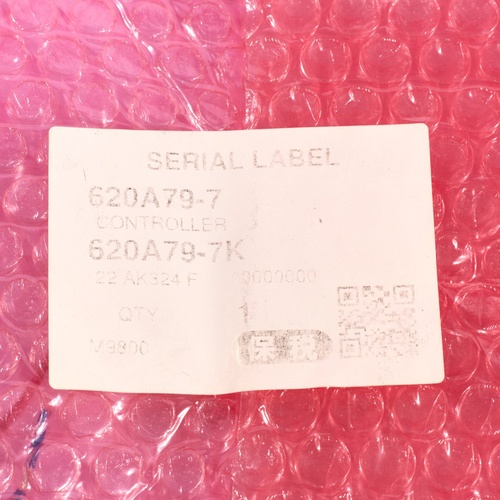 SERIAL LABEL
620A79-7
CONTROLLER
620A79-7K
22 AK324 F 00000000
QTY 1
M9800 保税